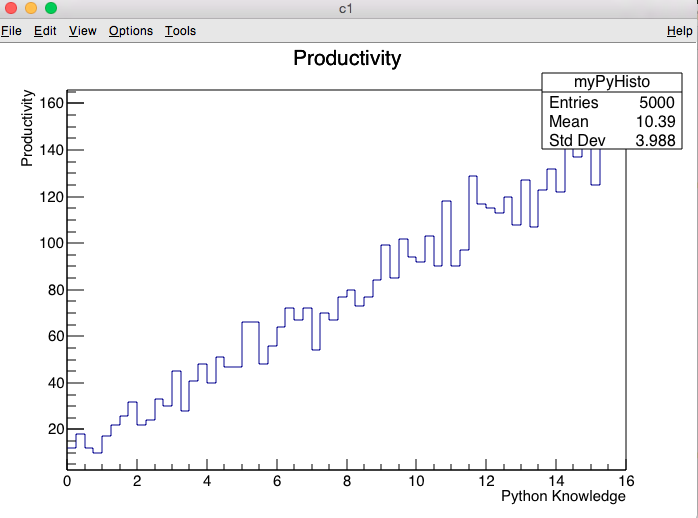 c1
File Edit View Options Tools Help
Productivity
myPyHisto
Entries 5000
Mean 10.39
Std Dev 3.988
Productivity
160
140
120
100
80
60
40
20
0 2 4 6 8 10 12 14 16
Python Knowledge